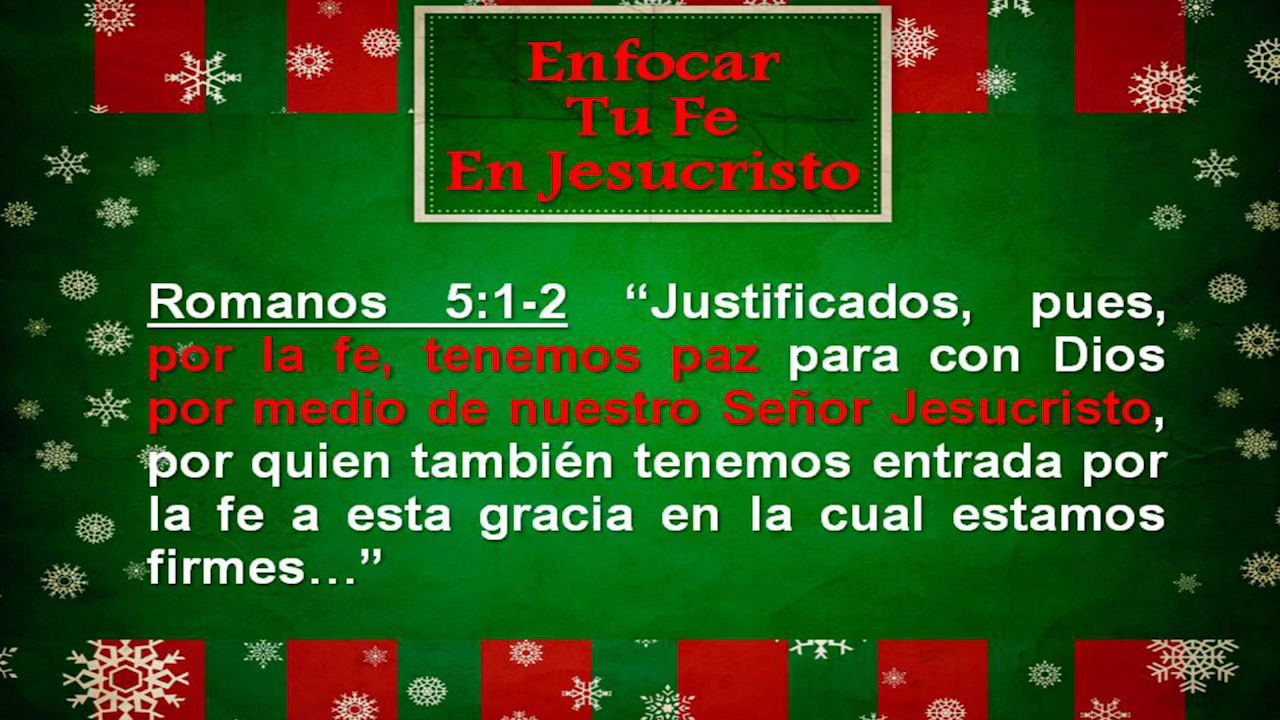 Enfocar
Tu Fe
En Jesucristo
Romanos 5:1-2 “Justificados, pues,
por la fe, tenemos paz para con Dios
por medio de nuestro Señor Jesucristo,
por quien también tenemos entrada por
la fe a esta gracia en la cual estamos
firmes…”